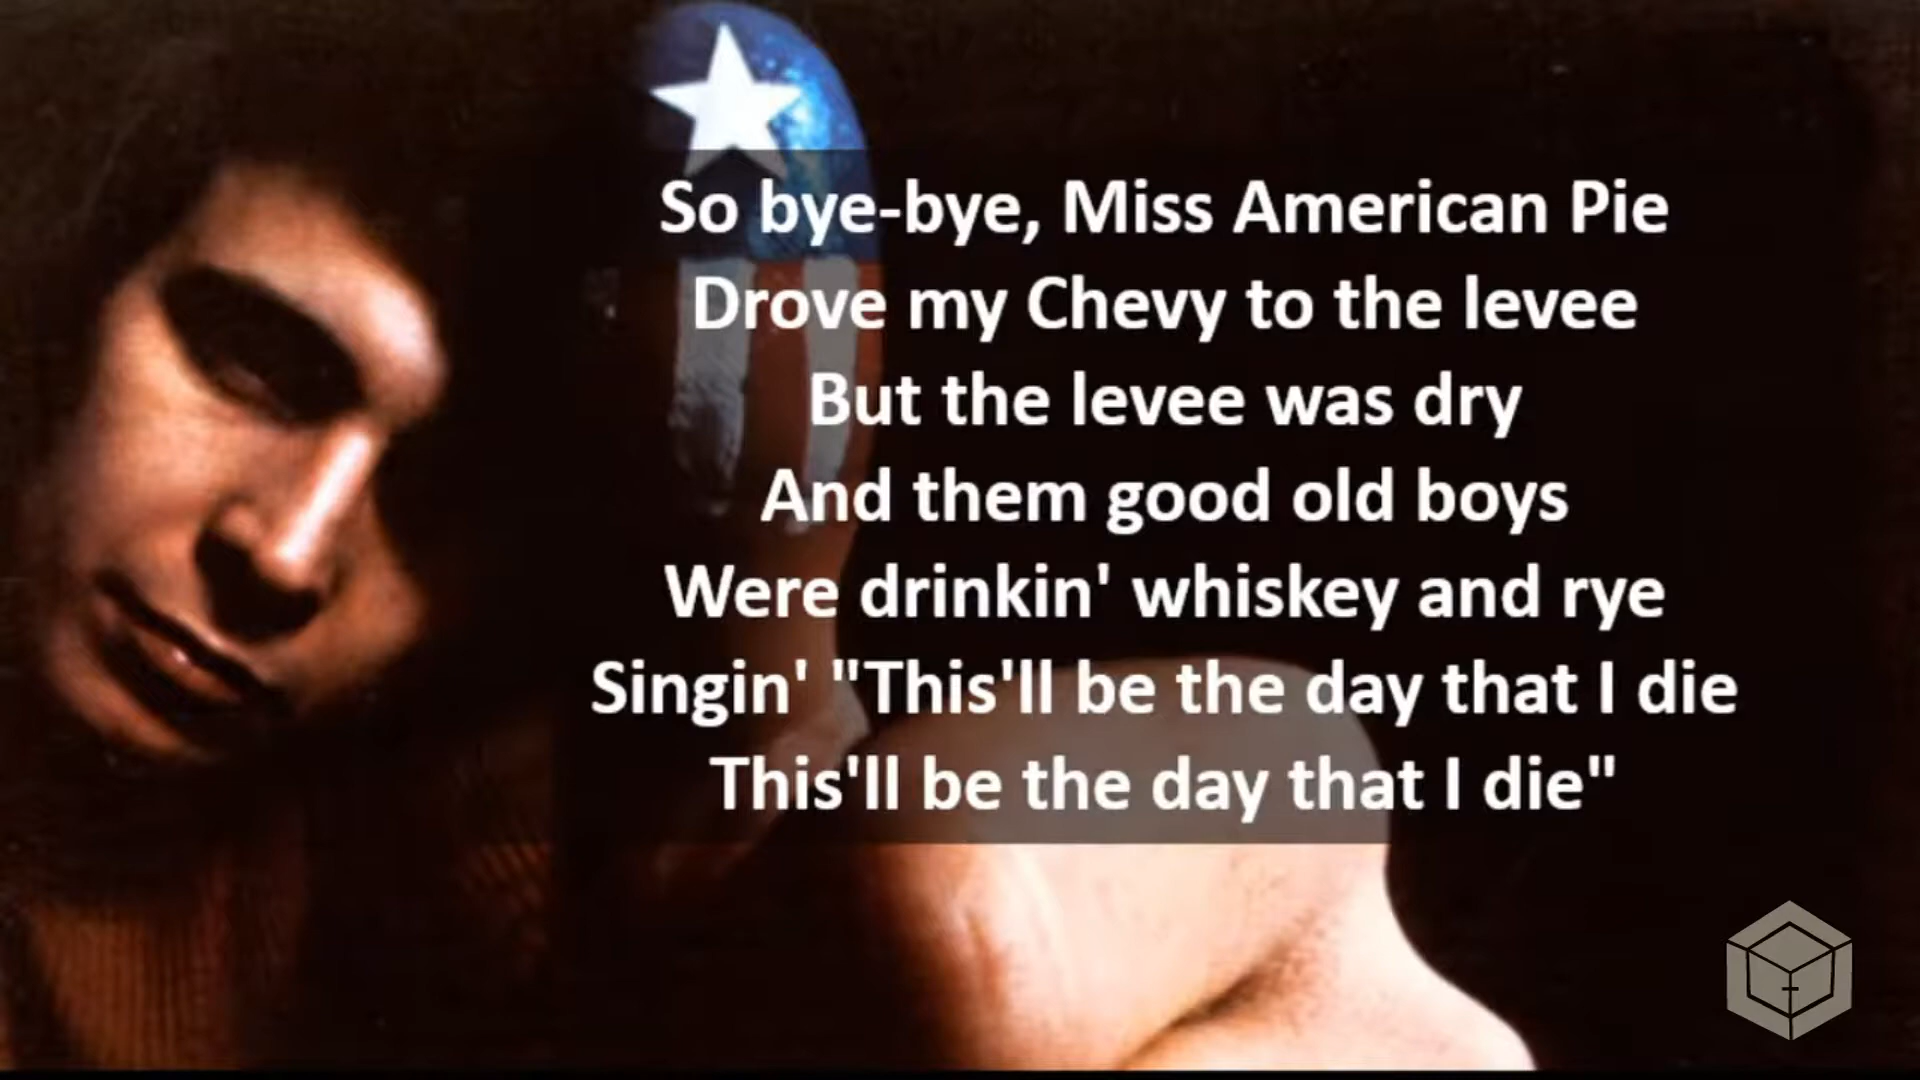 So bye-bye, Miss American Pie
Drove my Chevy to the levee
But the levee was dry
And them good old boys
Were drinkin' whiskey and rye
Singin' "This'll be the day that I die
This'll be the day that I die"